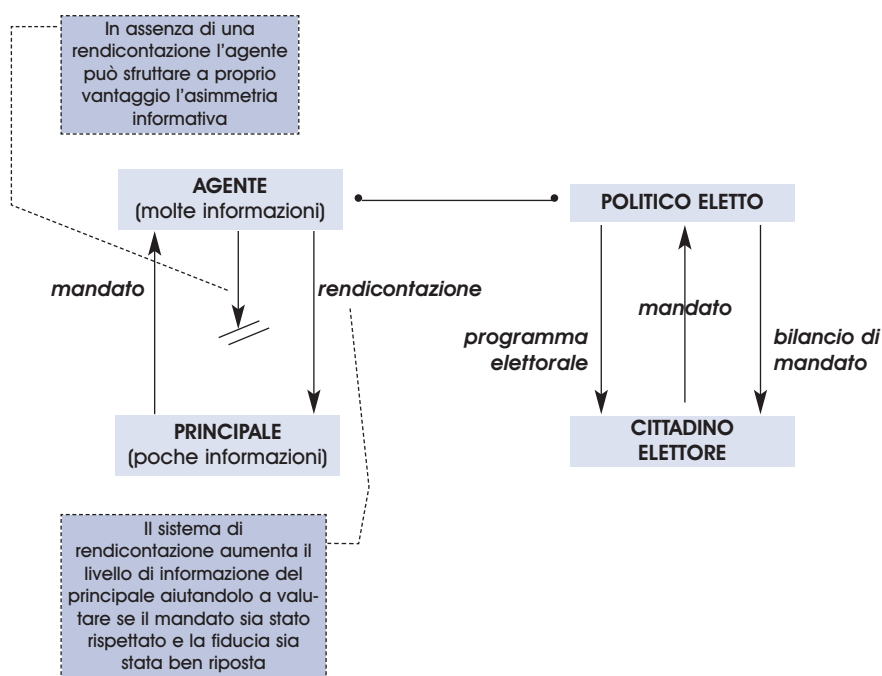 In assenza di una
rendicontazione l'agente
può sfruttare a proprio
vantaggio l'asimmetria
informativa
AGENTE
(molte informazioni)
mandato
rendicontazione
PRINCIPALE
(poche informazioni)
Il sistema di
rendicontazione aumenta il
livello di informazione del
principale aiutandolo a valu-
tare se il mandato sia stato
rispettato e la fiducia sia
stata ben riposta
POLITICO ELETTO
programma
elettorale
mandato
bilancio di
mandato
CITTADINO
ELETTORE